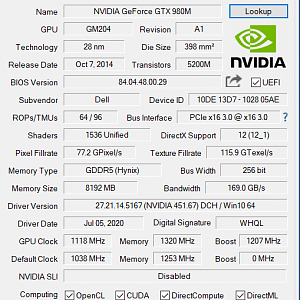 Name NVIDIA GeForce GTX 980M Lookup
GPU GM204 Revision A1
Technology 28 nm Die Size 398 mm²
Release Date Oct 7, 2014 Transistors 5200M
NVIDIA
BIOS Version 84.04.48.00.29 UEFI
Subvendor Dell Device ID 10DE 13D7 - 1028 05AE
ROPs/TMUs 64 / 96 Bus Interface PCIe x16 3.0 @ x16 3.0 ?
Shaders 1536 Unified DirectX Support 12 (12_1)
Pixel Fillrate 77.2 GPixel/s Texture Fillrate 115.9 GTexel/s
Memory Type GDDR5 (Hynix) Bus Width 256 bit
Memory Size 8192 MB Bandwidth 169.0 GB/s
Driver Version 27.21.14.5167 (NVIDIA 451.67) DCH / Win10 64
Driver Date Jul 05, 2020 Digital Signature WHQL
GPU Clock 1118 MHz Memory 1320 MHz Boost 1207 MHz
Default Clock 1038 MHz Memory 1253 MHz Boost 0 MHz
NVIDIA SLI Disabled
Computing OpenCL CUDA DirectCompute DirectML